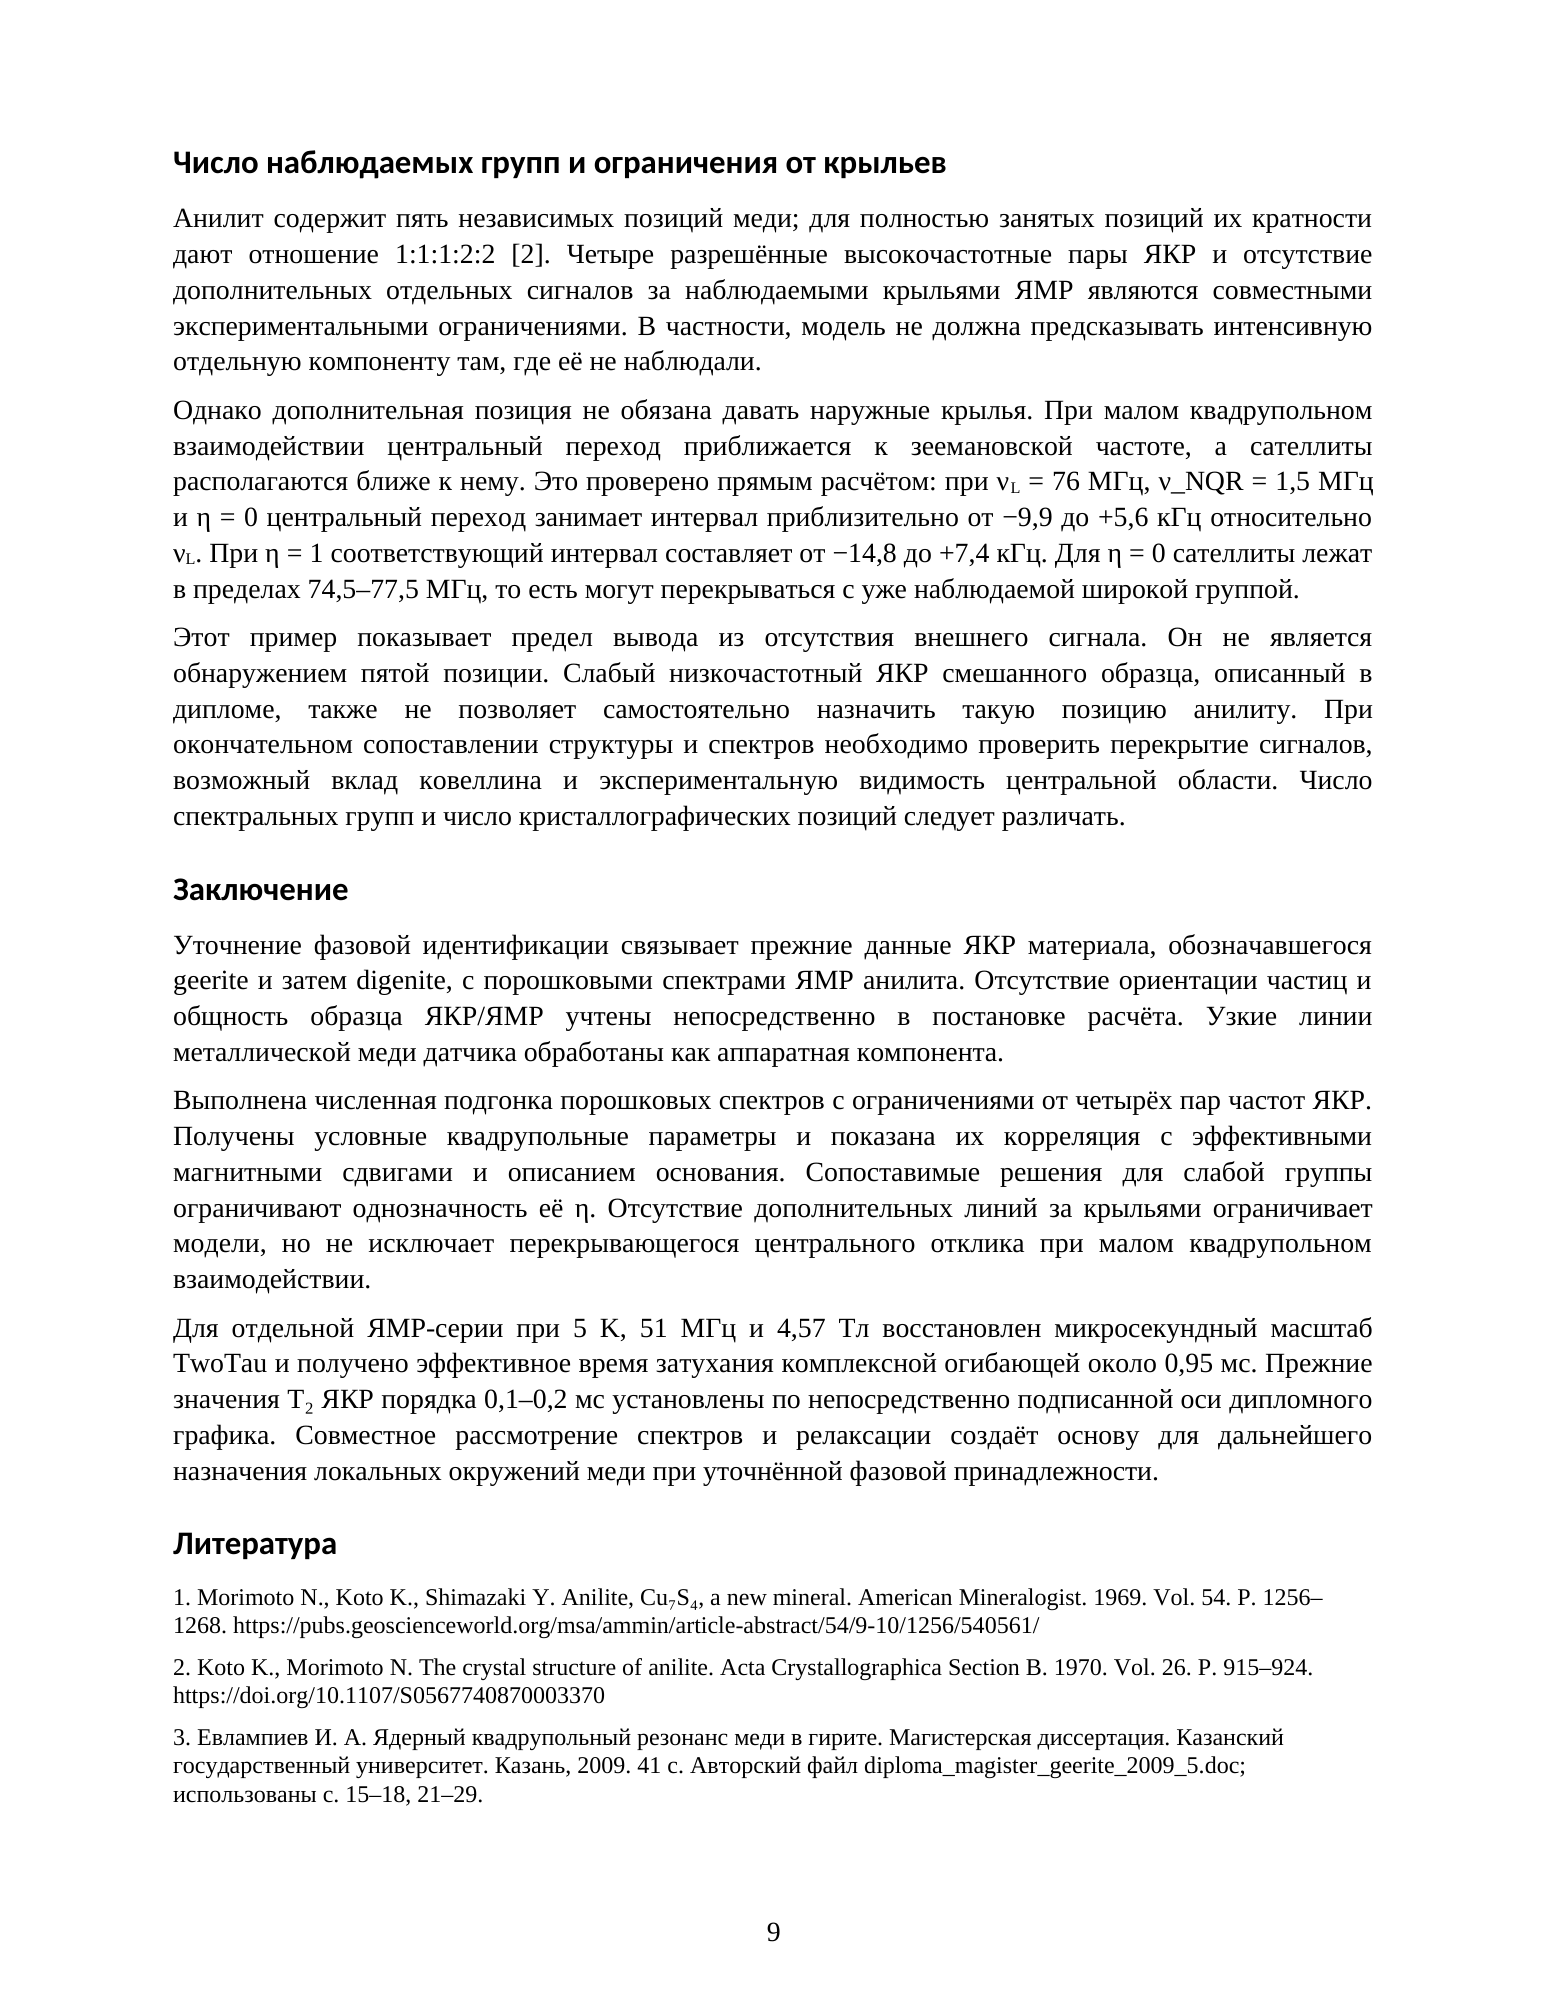 Число наблюдаемых групп и ограничения от крыльев
Анилит содержит пять независимых позиций меди; для полностью занятых позиций их кратности
дают отношение 1:1:1:2:2 [2]. Четыре разрешённые высокочастотные пары ЯКР и отсутствие
дополнительных отдельных сигналов за наблюдаемыми крыльями ЯМР являются совместными
экспериментальными ограничениями. В частности, модель не должна предсказывать интенсивную
отдельную компоненту там, где её не наблюдали.
Однако дополнительная позиция не обязана давать наружные крылья. При малом квадрупольном
взаимодействии центральный переход приближается к зеемановской частоте, а сателлиты
располагаются ближе к нему. Это проверено прямым расчётом: при ν_L = 76 МГц, ν_NQR = 1,5 МГц
и η = 0 центральный переход занимает интервал приблизительно от −9,9 до +5,6 кГц относительно
ν_L. При η = 1 соответствующий интервал составляет от −14,8 до +7,4 кГц. Для η = 0 сателлиты лежат
в пределах 74,5–77,5 МГц, то есть могут перекрываться с уже наблюдаемой широкой группой.
Этот пример показывает предел вывода из отсутствия внешнего сигнала. Он не является
обнаружением пятой позиции. Слабый низкочастотный ЯКР смешанного образца, описанный в
дипломе, также не позволяет самостоятельно назначить такую позицию анилиту. При
окончательном сопоставлении структуры и спектров необходимо проверить перекрытие сигналов,
возможный вклад ковеллина и экспериментальную видимость центральной области. Число
спектральных групп и число кристаллографических позиций следует различать.
Заключение
Уточнение фазовой идентификации связывает прежние данные ЯКР материала, обозначавшегося
geerite и затем digenite, с порошковыми спектрами ЯМР анилита. Отсутствие ориентации частиц и
общность образца ЯКР/ЯМР учтены непосредственно в постановке расчёта. Узкие линии
металлической меди датчика обработаны как аппаратная компонента.
Выполнена численная подгонка порошковых спектров с ограничениями от четырёх пар частот ЯКР.
Получены условные квадрупольные параметры и показана их корреляция с эффективными
магнитными сдвигами и описанием основания. Сопоставимые решения для слабой группы
ограничивают однозначность её η. Отсутствие дополнительных линий за крыльями ограничивает
модели, но не исключает перекрывающегося центрального отклика при малом квадрупольном
взаимодействии.
Для отдельной ЯМР-серии при 5 K, 51 МГц и 4,57 Тл восстановлен микросекундный масштаб
TwoTau и получено эффективное время затухания комплексной огибающей около 0,95 мс. Прежние
значения T₂ ЯКР порядка 0,1–0,2 мс установлены по непосредственно подписанной оси дипломного
графика. Совместное рассмотрение спектров и релаксации создаёт основу для дальнейшего
назначения локальных окружений меди при уточнённой фазовой принадлежности.
Литература
1. Morimoto N., Koto K., Shimazaki Y. Anilite, Cu₇S₄, a new mineral. American Mineralogist. 1969. Vol. 54. P. 1256–
1268. https://pubs.geoscienceworld.org/msa/ammin/article-abstract/54/9-10/1256/540561/
2. Koto K., Morimoto N. The crystal structure of anilite. Acta Crystallographica Section B. 1970. Vol. 26. P. 915–924.
https://doi.org/10.1107/S0567740870003370
3. Евлампиев И. А. Ядерный квадрупольный резонанс меди в гирите. Магистерская диссертация. Казанский
государственный университет. Казань, 2009. 41 с. Авторский файл diploma_magister_geerite_2009_5.doc;
использованы с. 15–18, 21–29.
9